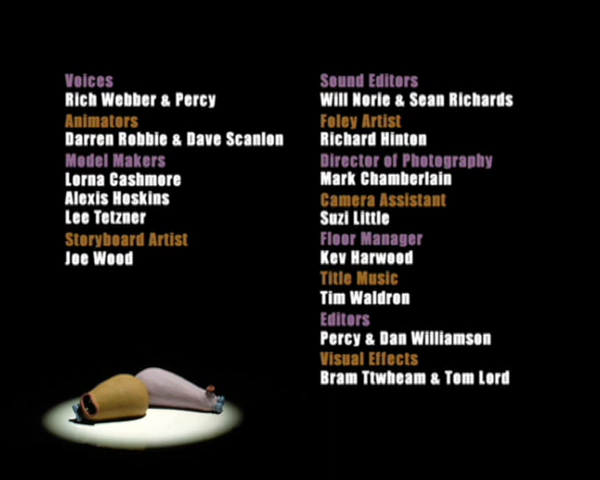 Voices
Rich Webber & Percy
Animators
Darren Robbie & Dave Scanlon
Model Makers
Lorna Cashmore
Alexis Hoskins
Lee Tetzner
Storyboard Artist
Joe Wood
Sound Editors
Will Norie & Sean Richards
Foley Artist
Richard Hinton
Director of Photography
Mark Chamberlain
Camera Assistant
Suzi Little
Floor Manager
Kev Harwood
Title Music
Tim Waldron
Editors
Percy & Dan Williamson
Visual Effects
Bram Ttwheam & Tom Lord